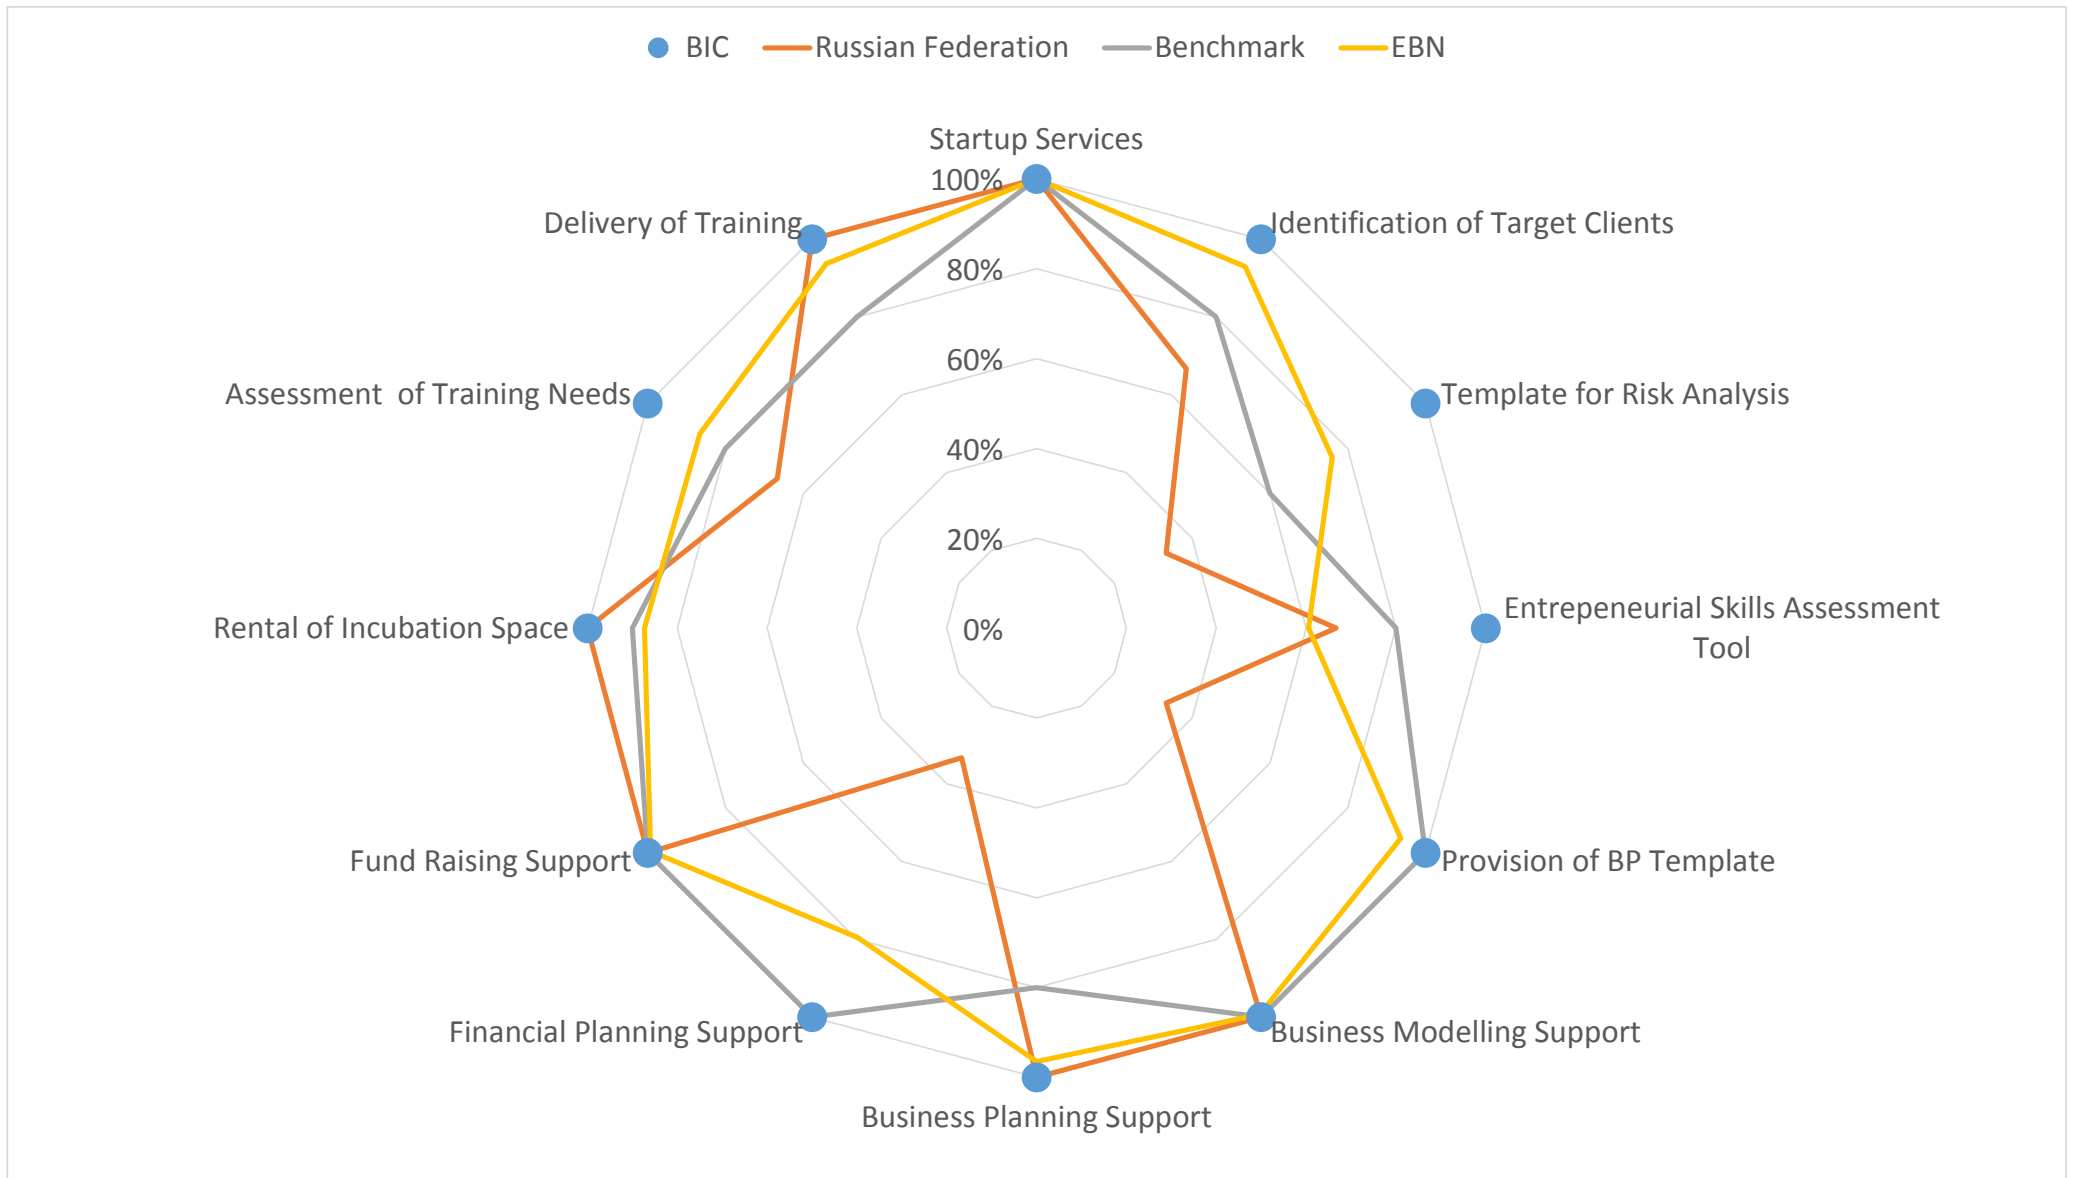 BIC Russian Federation Benchmark EBN
Startup Services
100%
Delivery of Training
Identification of Target Clients
80%
60%
Assessment  of Training Needs
Template for Risk Analysis
40%
20%
Rental of Incubation Space
0%
Entrepeneurial Skills Assessment
Tool
Fund Raising Support
Provision of BP Template
Financial Planning Support
Business Modelling Support
Business Planning Support